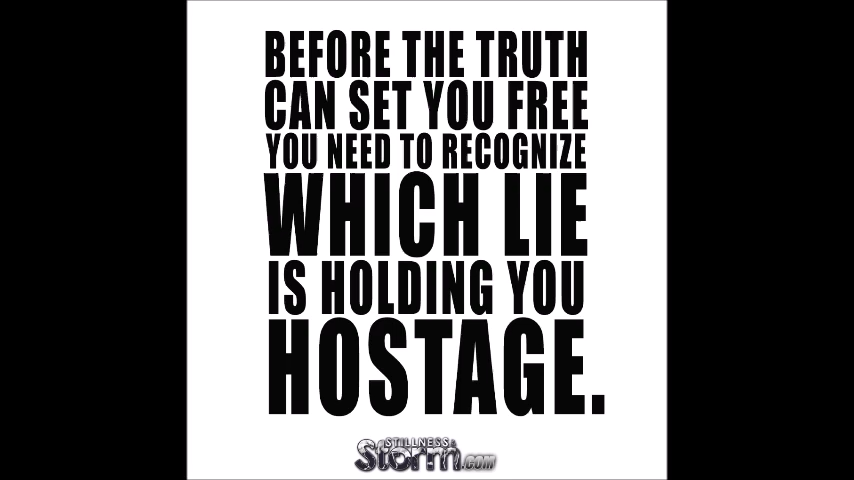 BEFORE THE TRUTH
CAN SET YOU FREE
YOU NEED TO RECOGNIZE
WHICH LIE
IS HOLDING YOU
HOSTAGE.
STILLNESS &
Storm.com